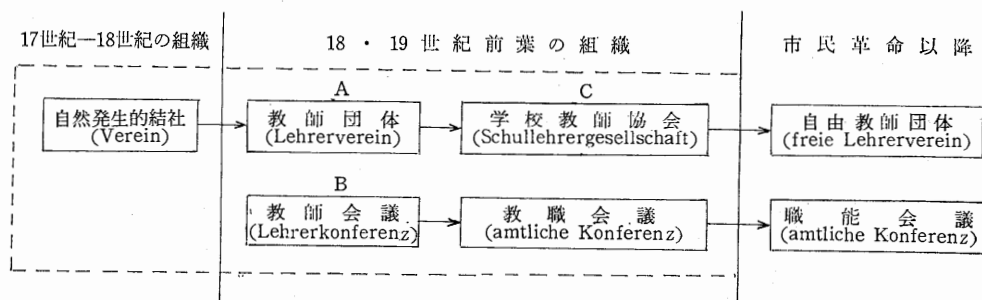 17世紀―18世紀の組織
18・19世紀前葉の組織
市民革命以降
A
C
自然発生的結社
(Verein)
教師団体
(Lehrerverein)
学校教師協会
(Schullehrergesellschaft)
自由教師団体
(freie Lehrerverein)
B
教師会議
(Lehrerkonferenz)
教職会議
(amtliche Konferenz)
職能会議
(amtliche Konferenz)